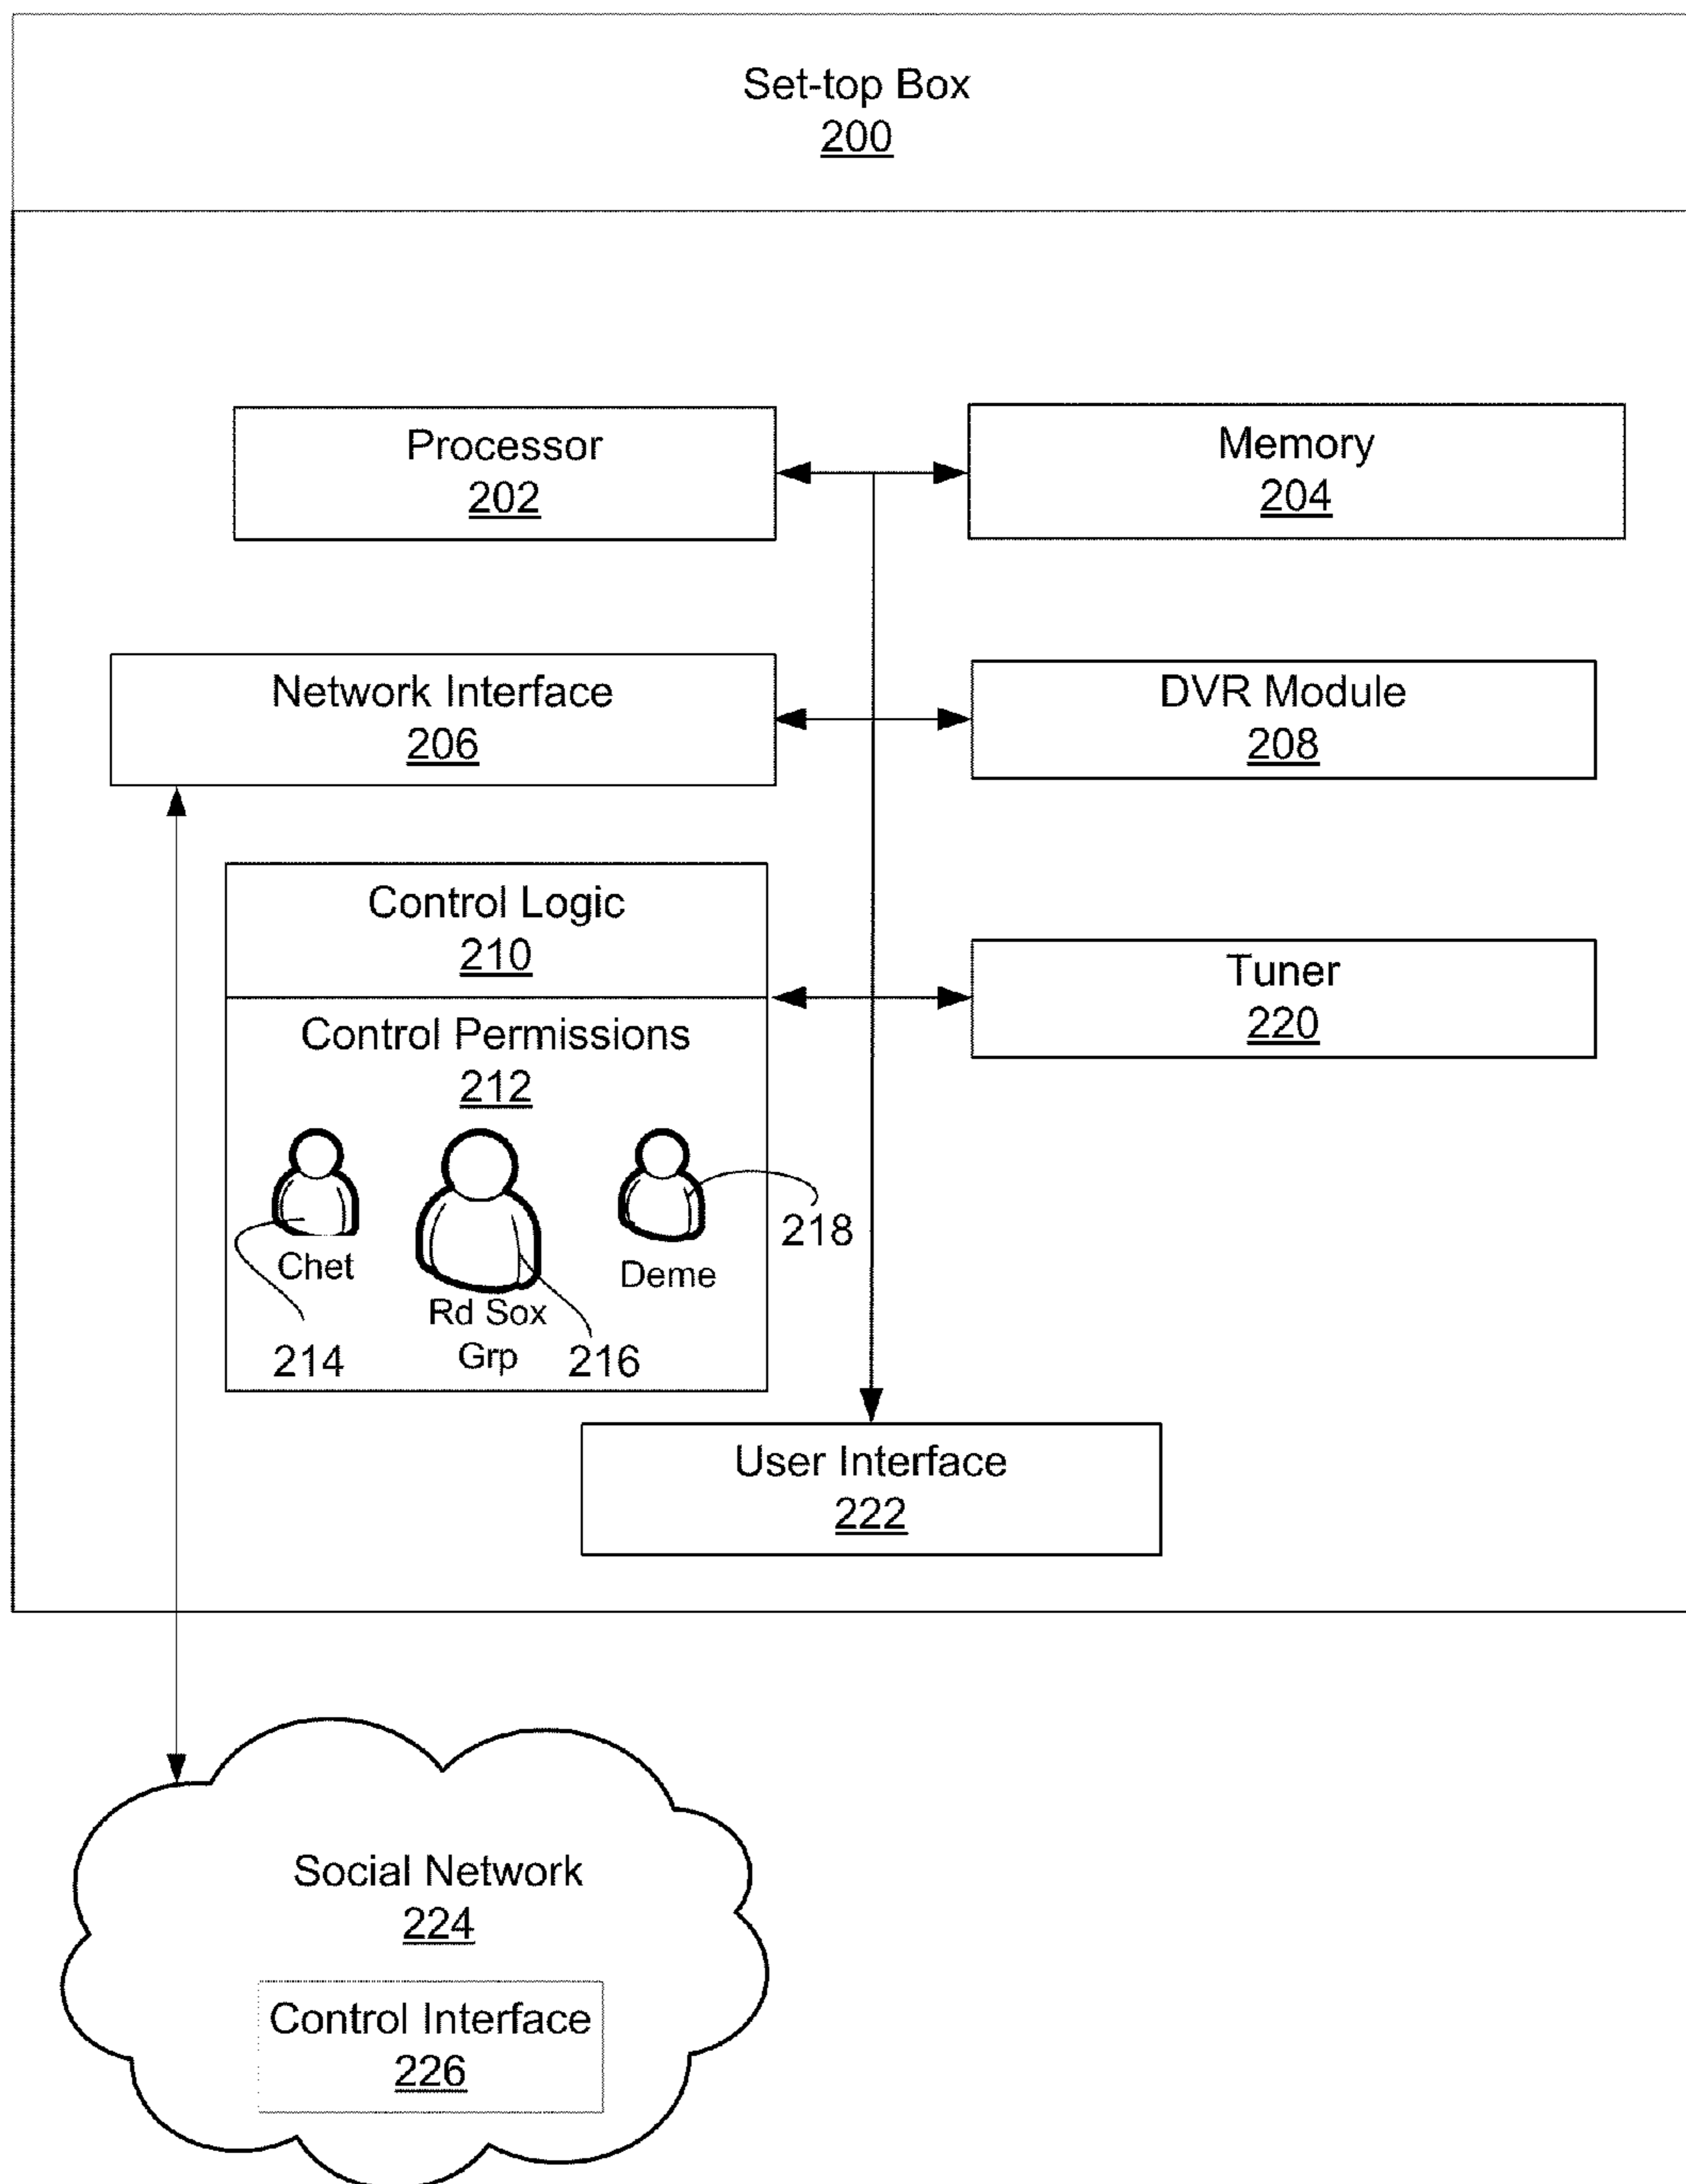 Set-top Box
200
Processor
202
Memory
204
Network Interface
206
DVR Module
208
Control Logic
210
Tuner
220
Control Permissions
212
218
Chet
Deme
Rd Sox
Grp
214
216
User Interface
222
Social Network
224
Control Interface
226